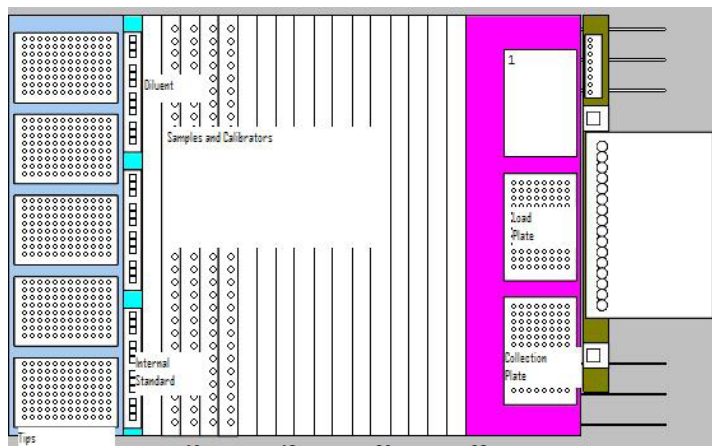 1
Diluent
Samples and Calibrators
Load
Plate
Internal
Standard
Collection
Plate
Tips